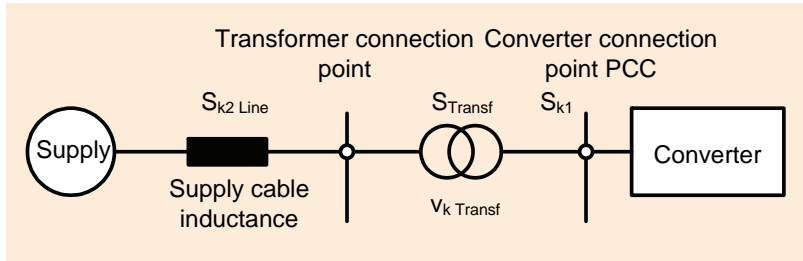 Transformer connection
point
Converter connection
point PCC
Sk2 Line
STransf
Sk1
Supply
Converter
Supply cable
inductance
vk Transf